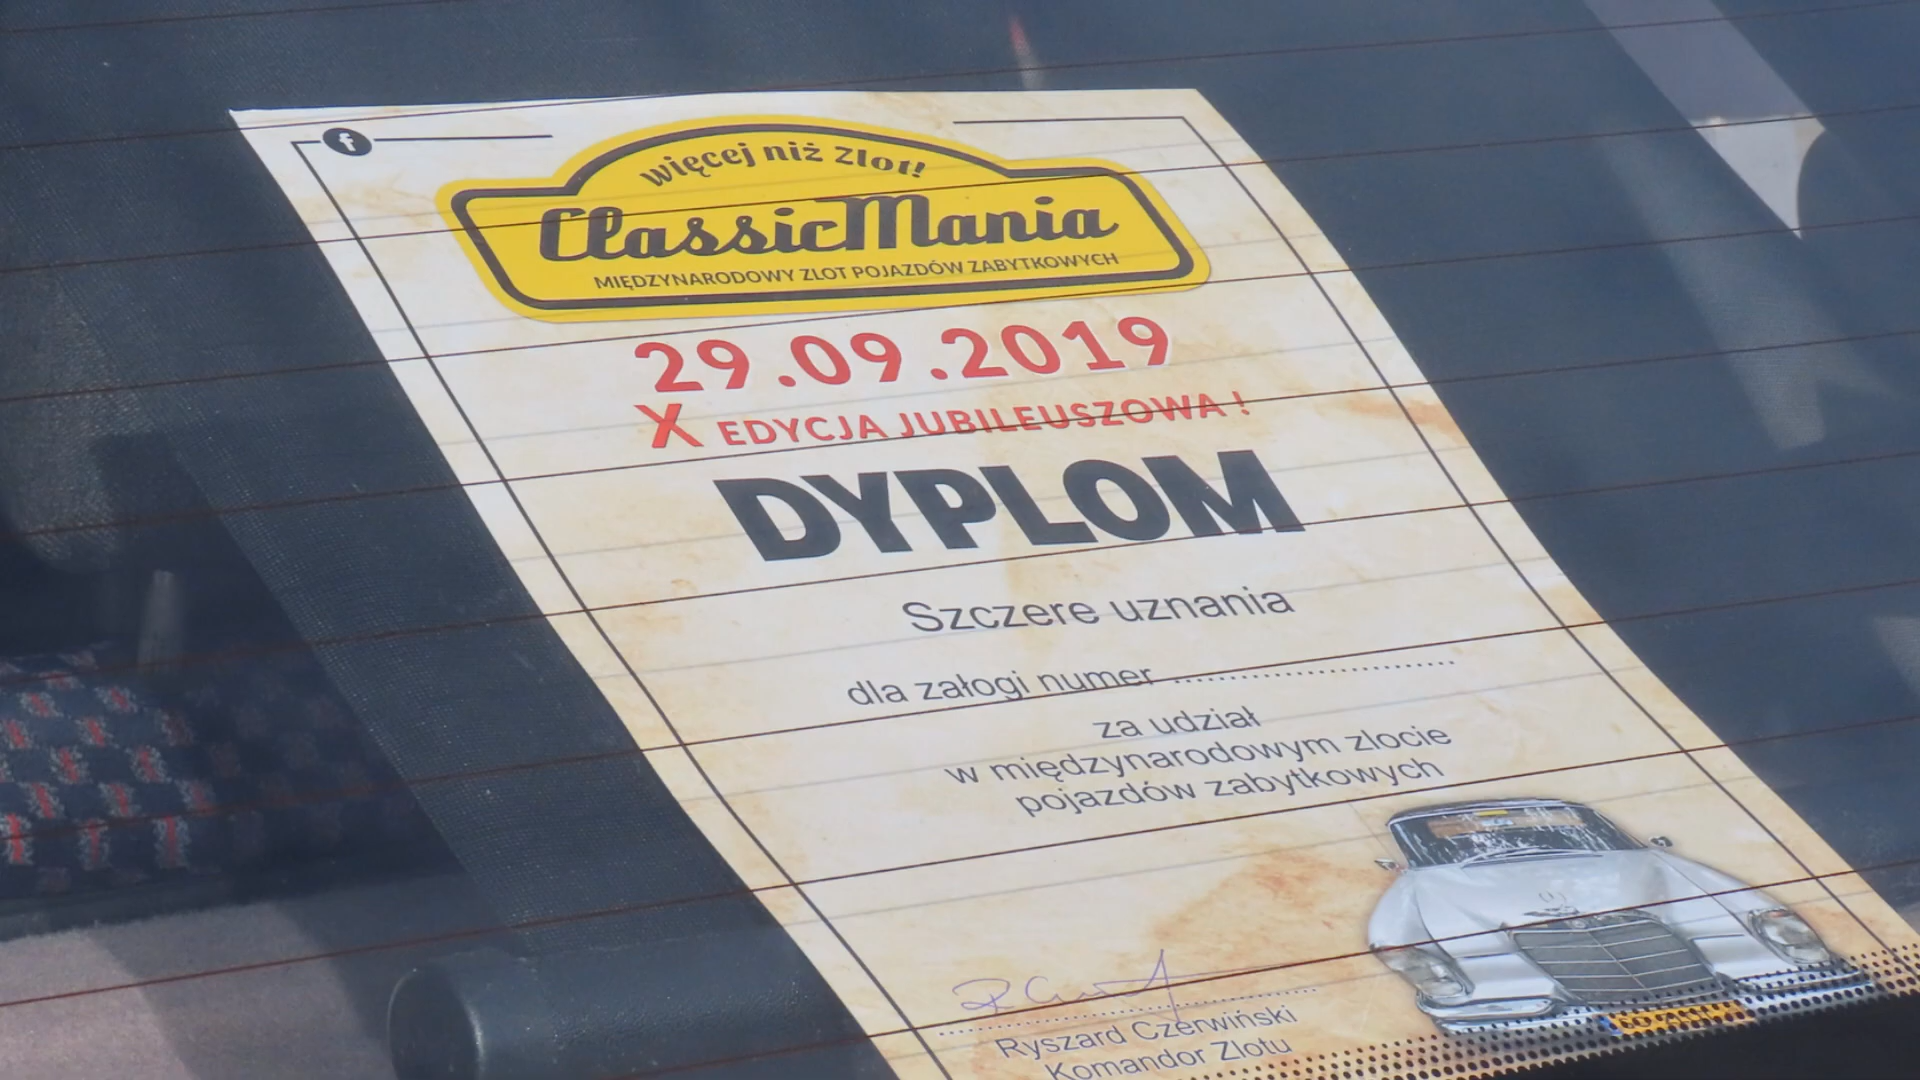 więcej niż zlot!
ClassicMania
MIĘDZYNARODOWY ZLOT POJAZDÓW ZABYTKOWYCH
29.09.2019
X EDYCJA JUBILEUSZOWA !
DYPLOM
Szczere uznania
dla załogi numer ..............................
za udział
w międzynarodowym zlocie
pojazdów zabytkowych
Ryszard Czerwiński
Komandor Zlotu